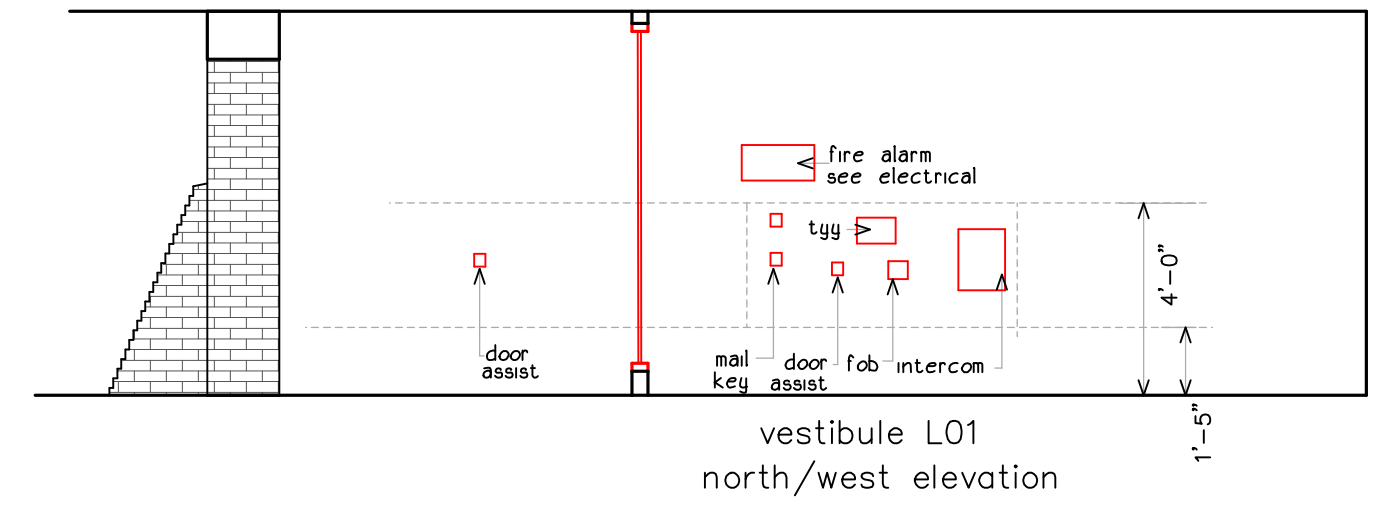 fire alarm
see electrical
tyy
4'-0"
door
assist
mail
key
door
assist
fob
intercom
1'-5"
vestibule L01
north/west elevation